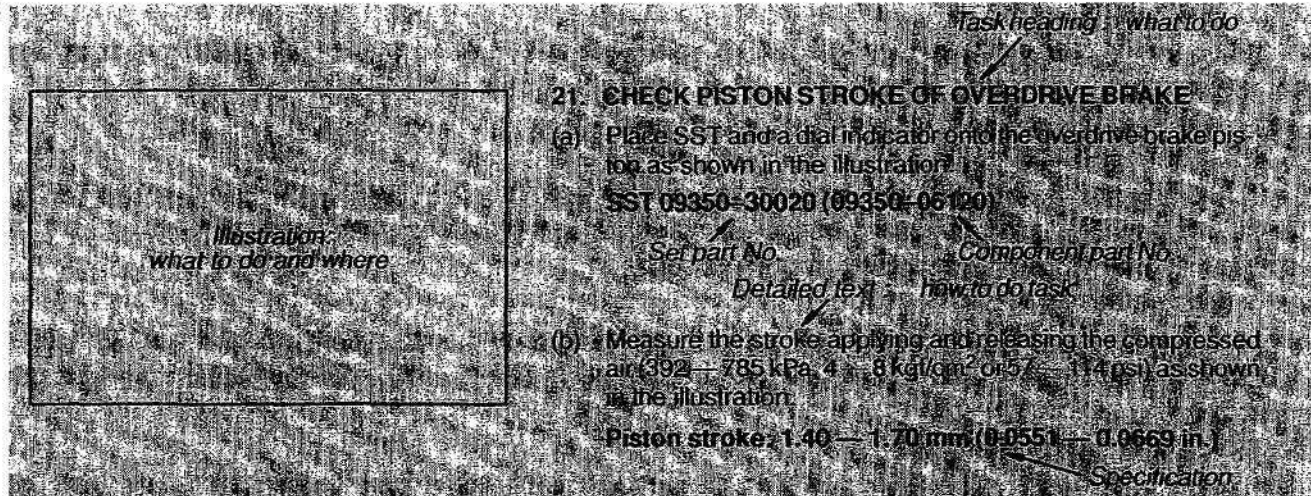 Task heading : what to do
21. CHECK PISTON STROKE OF OVERDRIVE BRAKE
(a) Place SST and a dial indicator onto the overdrive brake pis-
ton as shown in the illustration.
SST 09350–30020 (09350–06120)
Illustration:
what to do and where
Set part No. Component part No.
Detailed text : how to do task
(b) Measure the stroke applying and releasing the compressed
air (392 — 785 kPa, 4 — 8 kgf/cm² or 57 — 114 psi) as shown
in the illustration.
Piston stroke: 1.40 — 1.70 mm (0.0551 — 0.0669 in.)
Specification